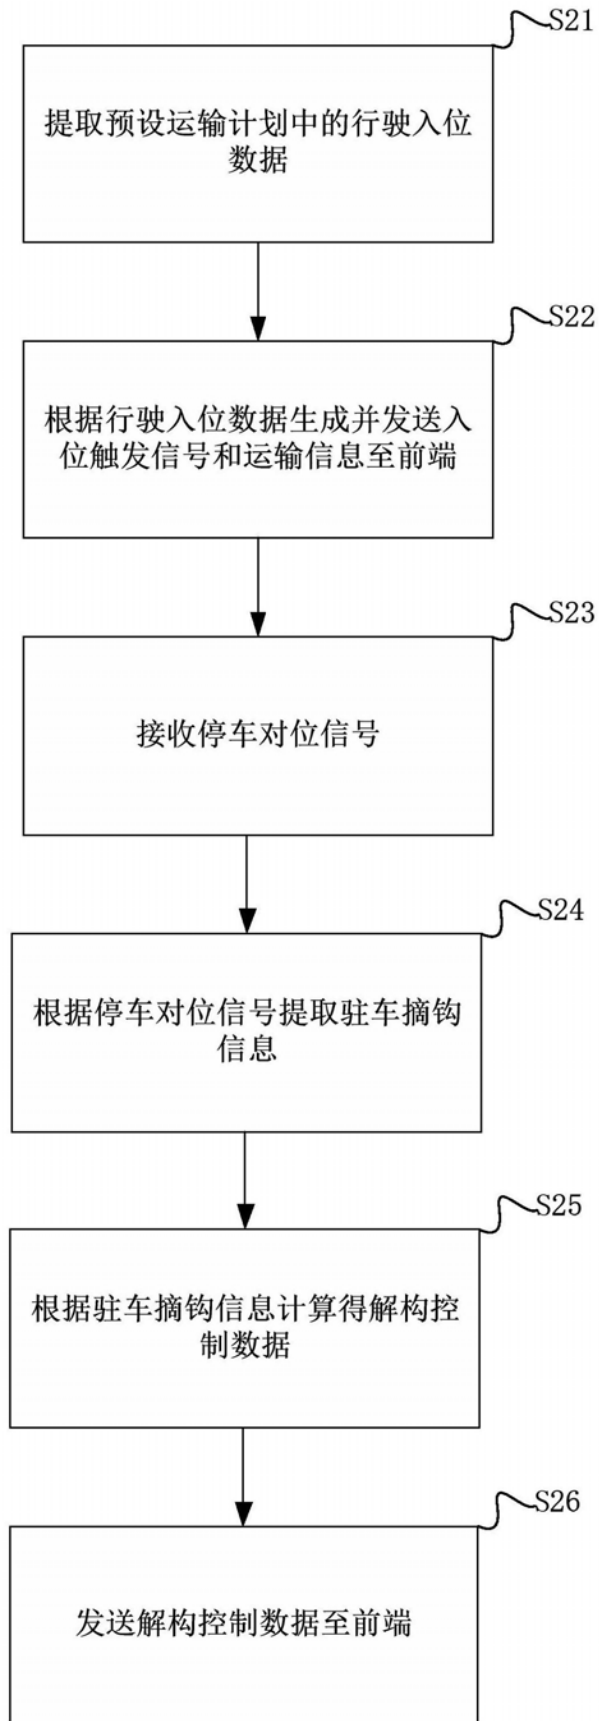 S21
提取预设运输计划中的行驶入位
数据
S22
根据行驶入位数据生成并发送入
位触发信号和运输信息至前端
S23
接收停车对位信号
S24
根据停车对位信号提取驻车摘钩
信息
S25
根据驻车摘钩信息计算得解构控
制数据
S26
发送解构控制数据至前端